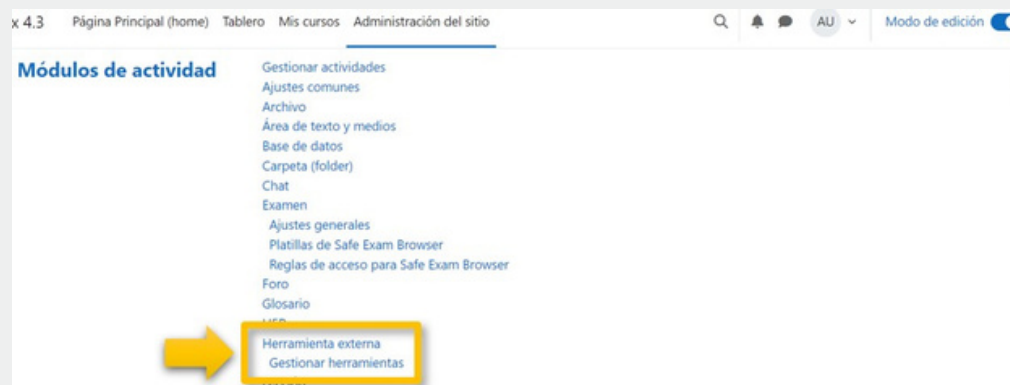 x 4.3 Página Principal (home) Tablero Mis cursos Administración del sitio AU Modo de edición
Módulos de actividad
Gestionar actividades
Ajustes comunes
Archivo
Área de texto y medios
Base de datos
Carpeta (folder)
Chat
Examen
Ajustes generales
Platillas de Safe Exam Browser
Reglas de acceso para Safe Exam Browser
Foro
Glosario
Herramienta externa
Gestionar herramientas